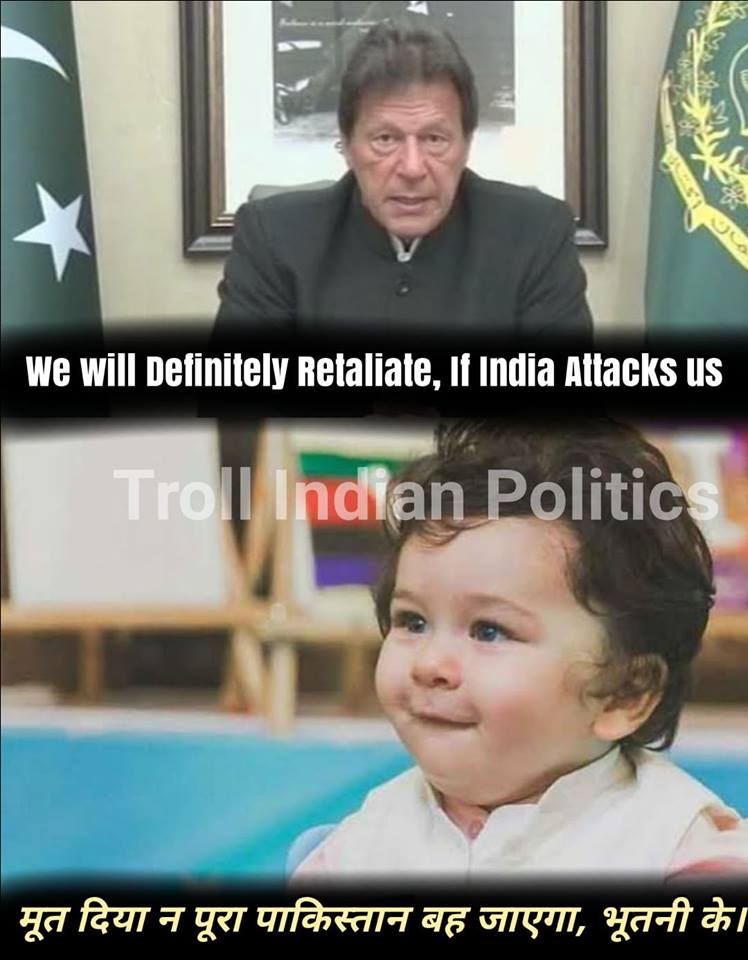 We will Definitely Retaliate, If India Attacks us
Troll Indian Politics
मूत दिया न पूरा पाकिस्तान बह जाएगा, भूतनी के।